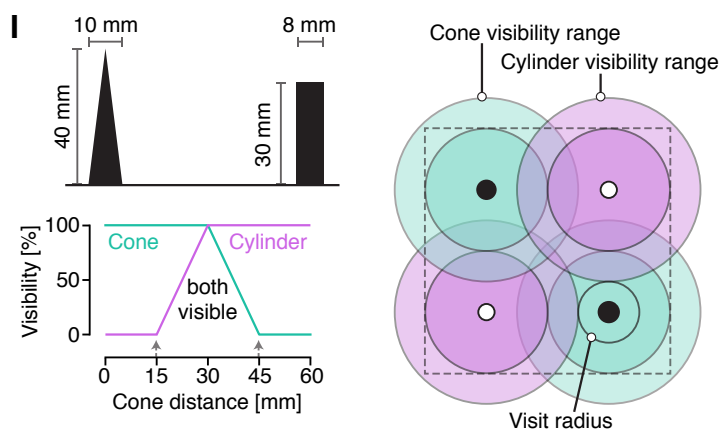 I
10 mm
8 mm
40 mm
30 mm
Visibility [%]
100
50
0
Cone
Cylinder
both
visible
0
15
30
45
60
Cone distance [mm]
Cone visibility range
Cylinder visibility range
Visit radius